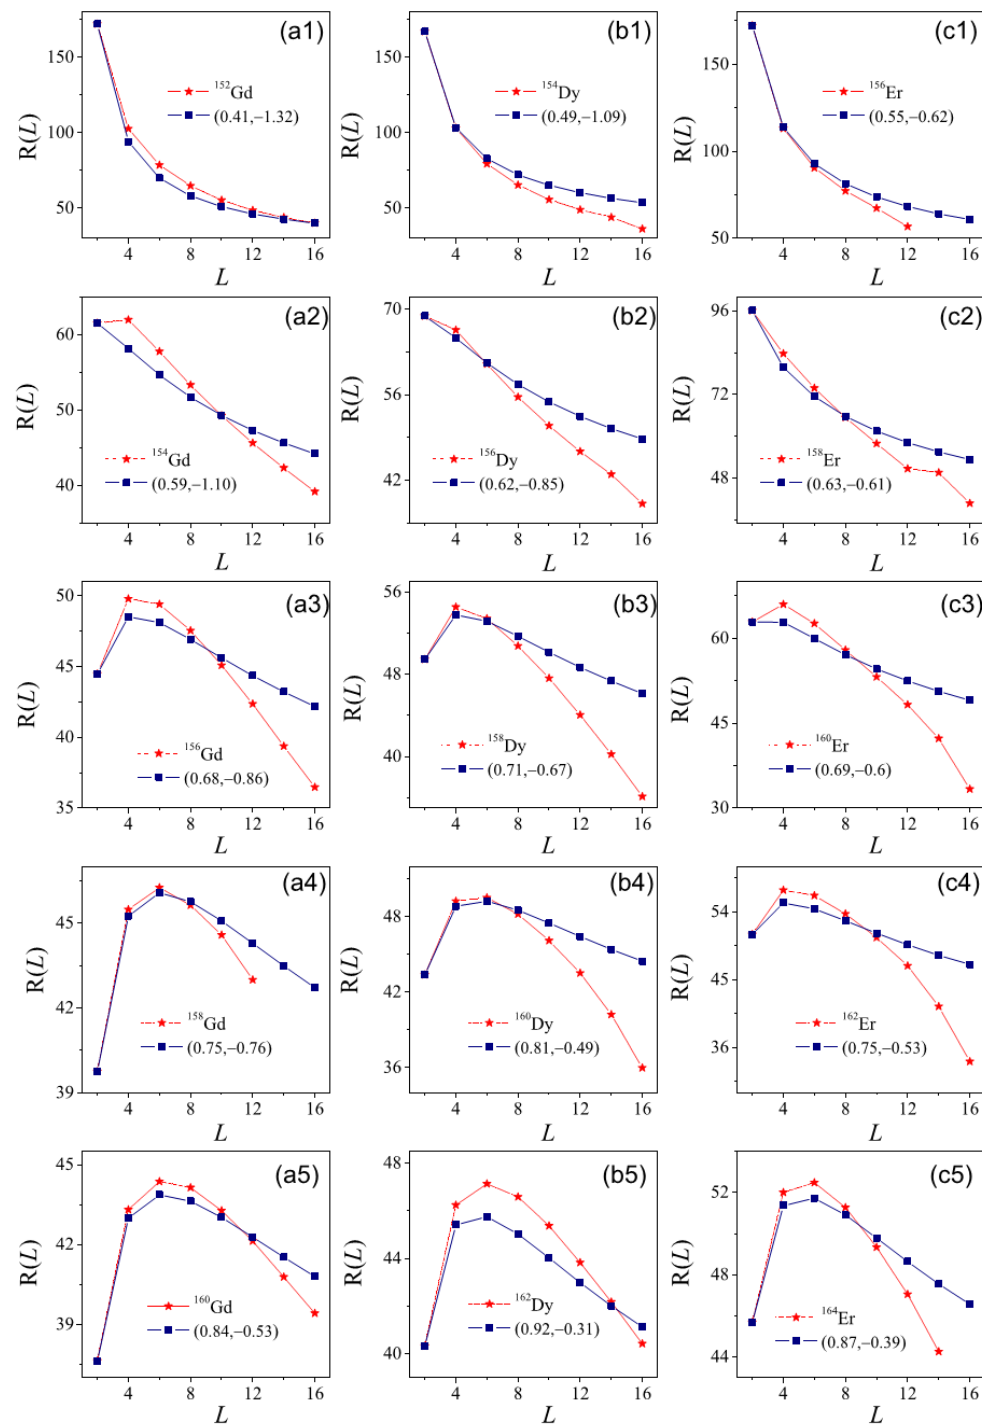 (a1)
R(L)
150
100
50
¹⁵²Gd
(0.41,−1.32)
4 8 12 16
L
(b1)
R(L)
150
100
50
¹⁵⁴Dy
(0.49,−1.09)
4 8 12 16
L
(c1)
R(L)
150
100
50
¹⁵⁶Er
(0.55,−0.62)
4 8 12 16
L
(a2)
R(L)
60
50
40
¹⁵⁴Gd
(0.59,−1.10)
4 8 12 16
L
(b2)
R(L)
70
56
42
¹⁵⁶Dy
(0.62,−0.85)
4 8 12 16
L
(c2)
R(L)
96
72
48
¹⁵⁸Er
(0.63,−0.61)
4 8 12 16
L
(a3)
R(L)
50
45
40
35
¹⁵⁶Gd
(0.68,−0.86)
4 8 12 16
L
(b3)
R(L)
56
48
40
¹⁵⁸Dy
(0.71,−0.67)
4 8 12 16
L
(c3)
R(L)
60
45
30
¹⁶⁰Er
(0.69,−0.6)
4 8 12 16
L
(a4)
R(L)
45
42
39
¹⁵⁸Gd
(0.75,−0.76)
4 8 12 16
L
(b4)
R(L)
48
42
36
¹⁶⁰Dy
(0.81,−0.49)
4 8 12 16
L
(c4)
R(L)
54
45
36
¹⁶²Er
(0.75,−0.53)
4 8 12 16
L
(a5)
R(L)
45
42
39
¹⁶⁰Gd
(0.84,−0.53)
4 8 12 16
L
(b5)
R(L)
48
44
40
¹⁶²Dy
(0.92,−0.31)
4 8 12 16
L
(c5)
R(L)
52
48
44
¹⁶⁴Er
(0.87,−0.39)
4 8 12 16
L